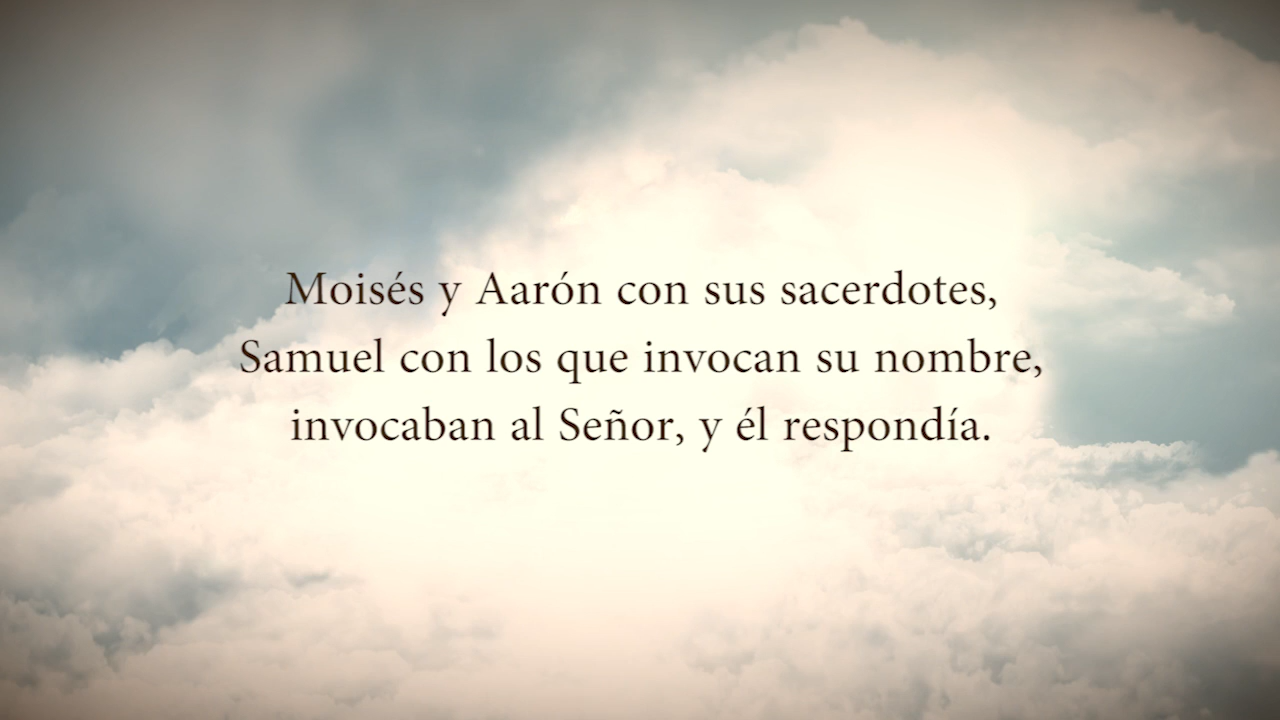 Moisés y Aarón con sus sacerdotes,
Samuel con los que invocan su nombre,
invocaban al Señor, y él respondía.